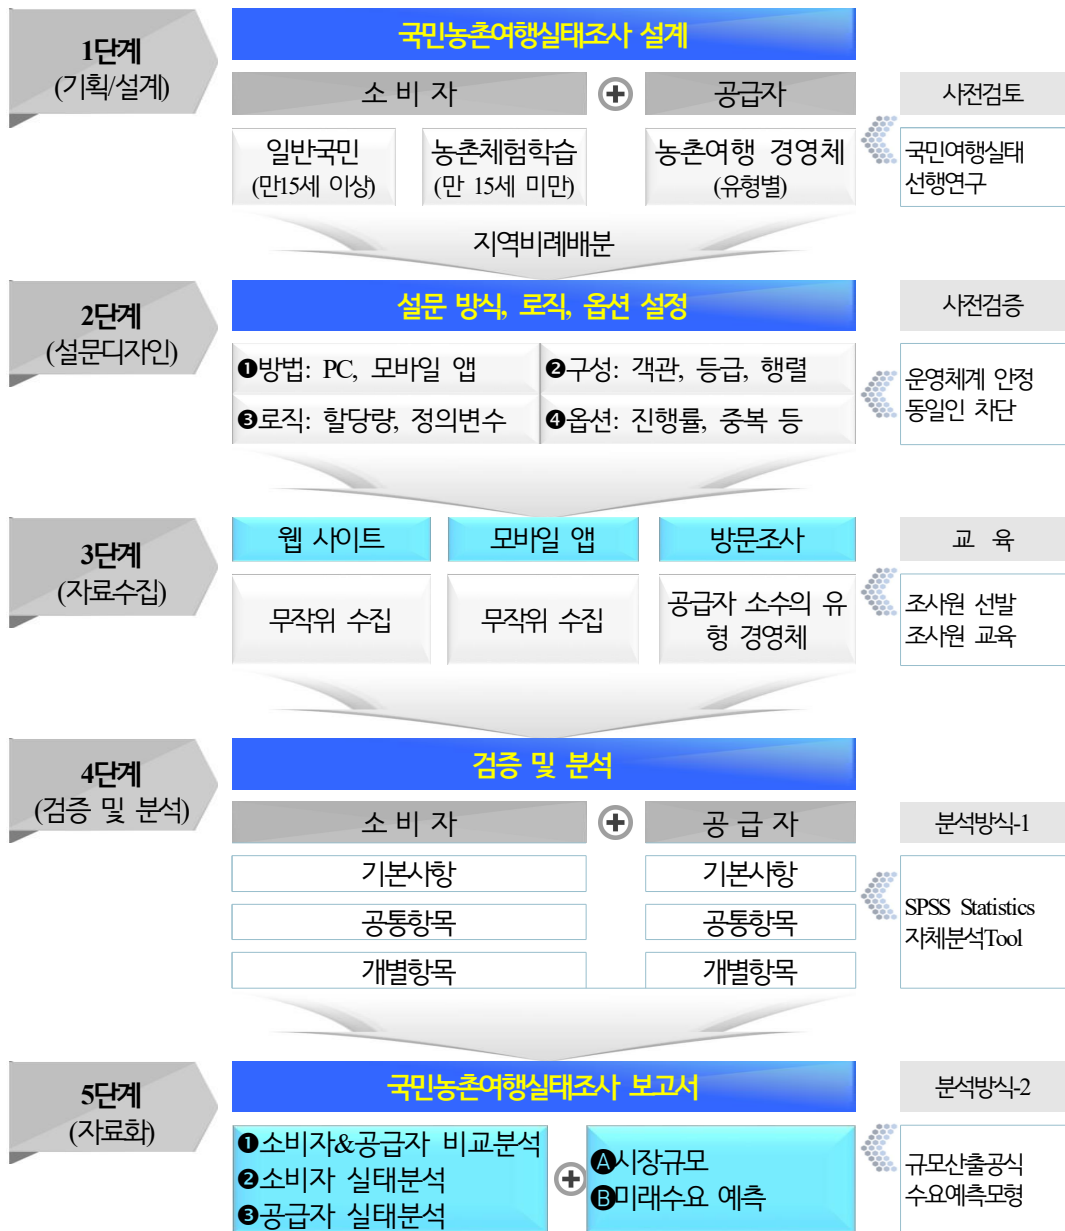 1단계
(기획/설계)
국민농촌여행실태조사 설계
소 비 자
공급자
사전검토
일반국민
(만15세 이상)
농촌체험학습
(만 15세 미만)
농촌여행 경영체
(유형별)
국민여행실태
선행연구
지역비례배분
2단계
(설문디자인)
설문 방식, 로직, 옵션 설정
사전검증
❶방법: PC, 모바일 앱
❷구성: 객관, 등급, 행렬
❸로직: 할당량, 정의변수
❹옵션: 진행률, 중복 등
운영체계 안정
동일인 차단
3단계
(자료수집)
웹 사이트
모바일 앱
방문조사
교 육
무작위 수집
무작위 수집
공급자 소수의 유
형 경영체
조사원 선발
조사원 교육
4단계
(검증 및 분석)
검증 및 분석
소 비 자
공 급 자
분석방식-1
기본사항
기본사항
공통항목
공통항목
개별항목
개별항목
SPSS Statistics
자체분석Tool
5단계
(자료화)
국민농촌여행실태조사 보고서
분석방식-2
❶소비자&공급자 비교분석
❷소비자 실태분석
❸공급자 실태분석
🅐시장규모
🅑미래수요 예측
규모산출공식
수요예측모형